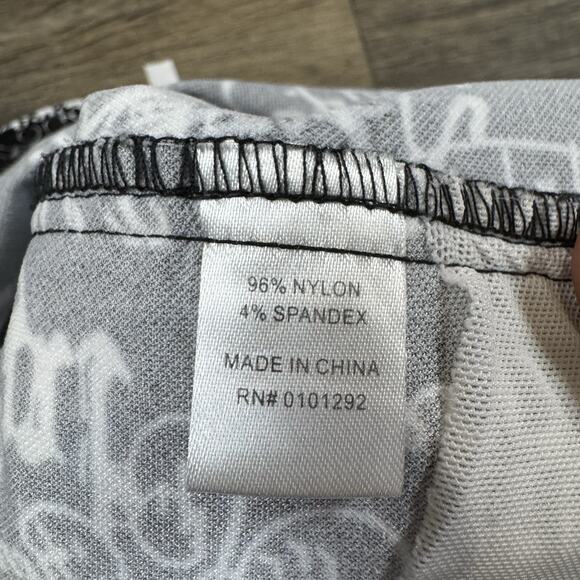 96% NYLON
4% SPANDEX
MADE IN CHINA
RN# 0101292